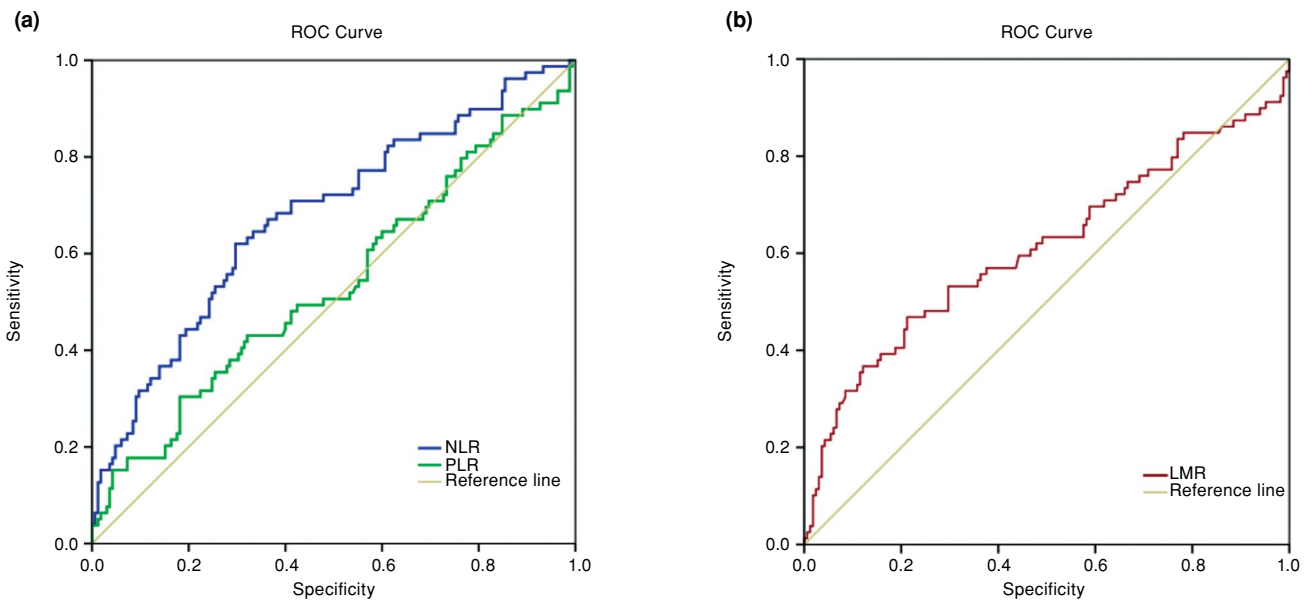 (a)
ROC Curve
1.0
0.8
0.6
0.4
0.2
0.0
Sensitivity
0.0 0.2 0.4 0.6 0.8 1.0
Specificity
NLR
PLR
Reference line
(b)
ROC Curve
1.0
0.8
0.6
0.4
0.2
0.0
Sensitivity
0.0 0.2 0.4 0.6 0.8 1.0
Specificity
LMR
Reference line